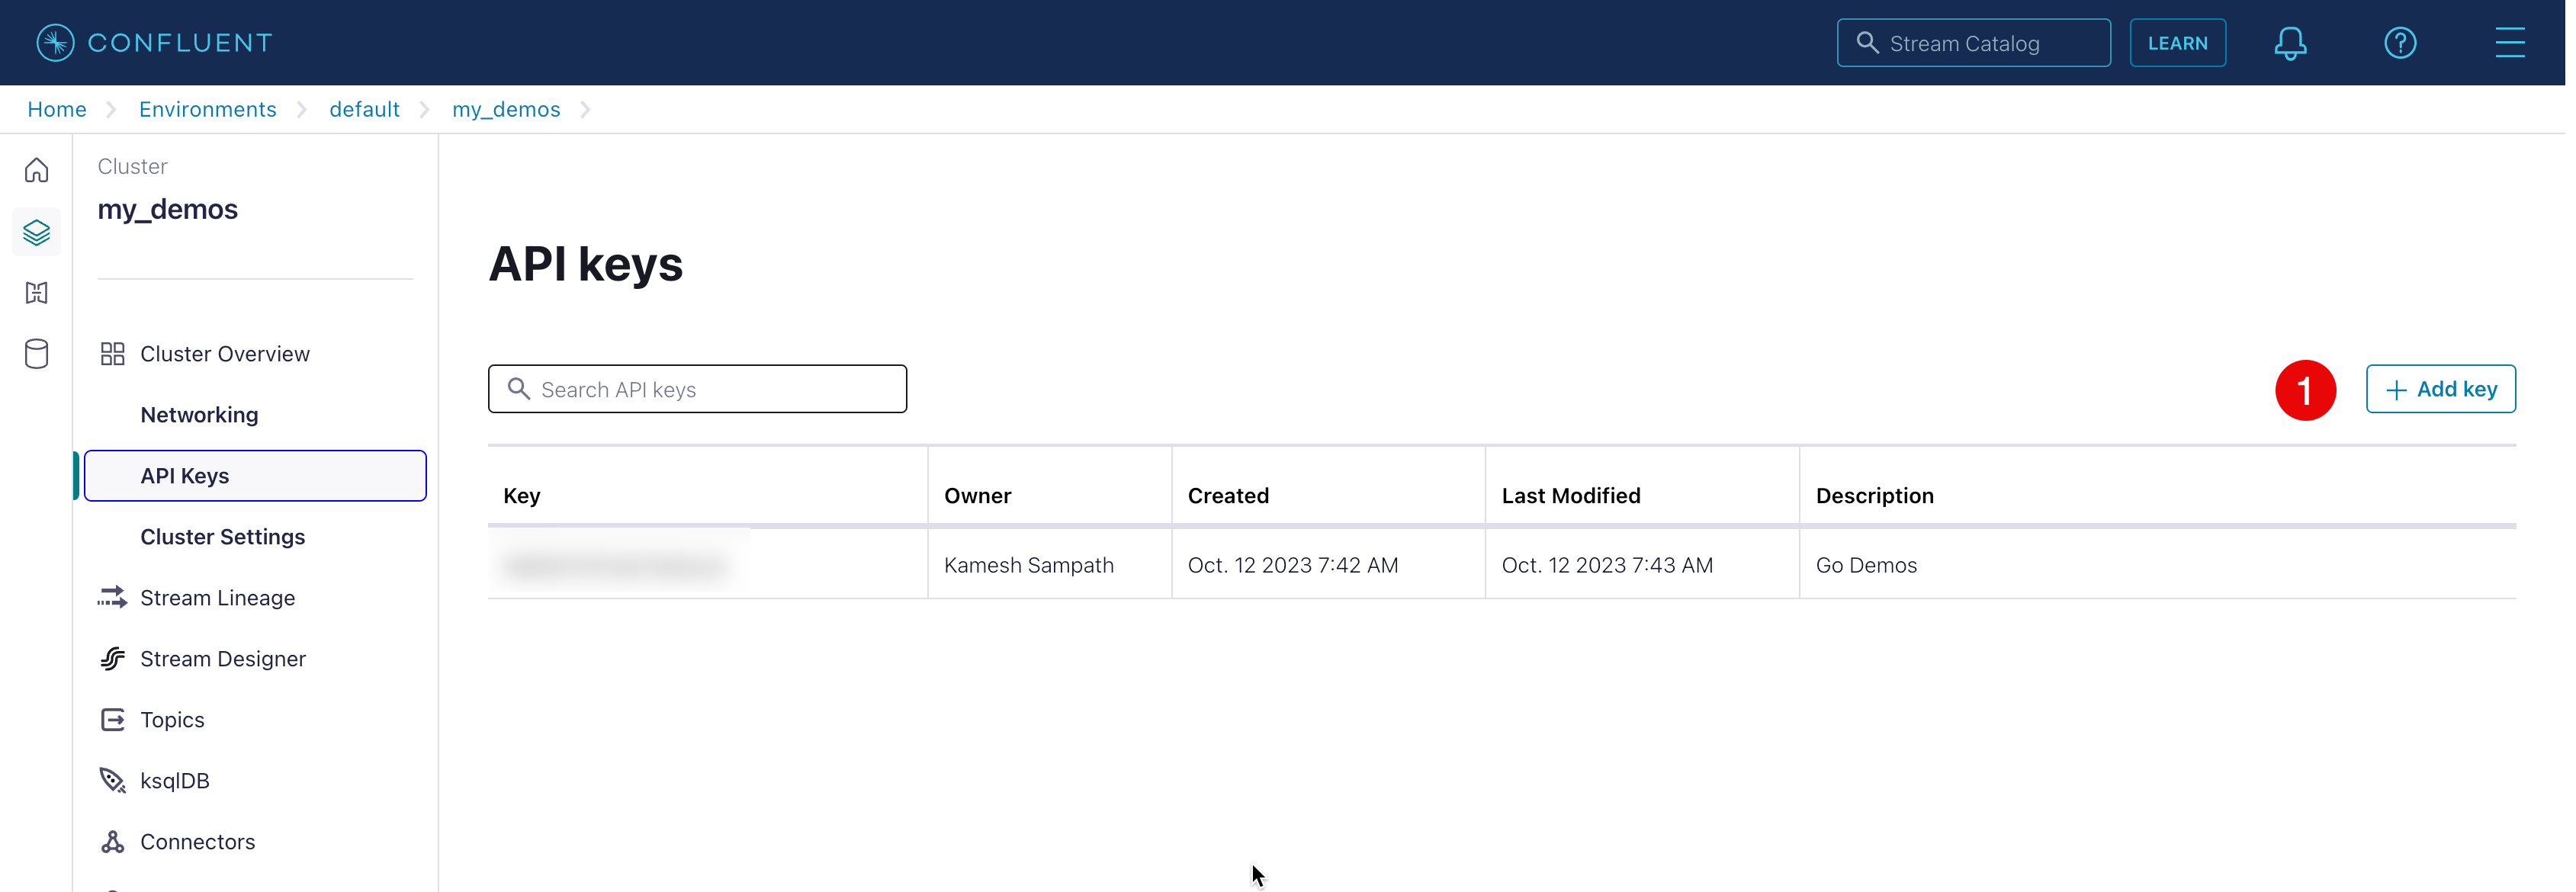 CONFLUENT
Stream Catalog
LEARN
Home
Environments
default
my_demos
Cluster
my_demos
Cluster Overview
Networking
API Keys
Cluster Settings
Stream Lineage
Stream Designer
Topics
ksqlDB
Connectors
API keys
Search API keys
1
Add key
Key Owner Created Last Modified Description
Kamesh Sampath Oct. 12 2023 7:42 AM Oct. 12 2023 7:43 AM Go Demos